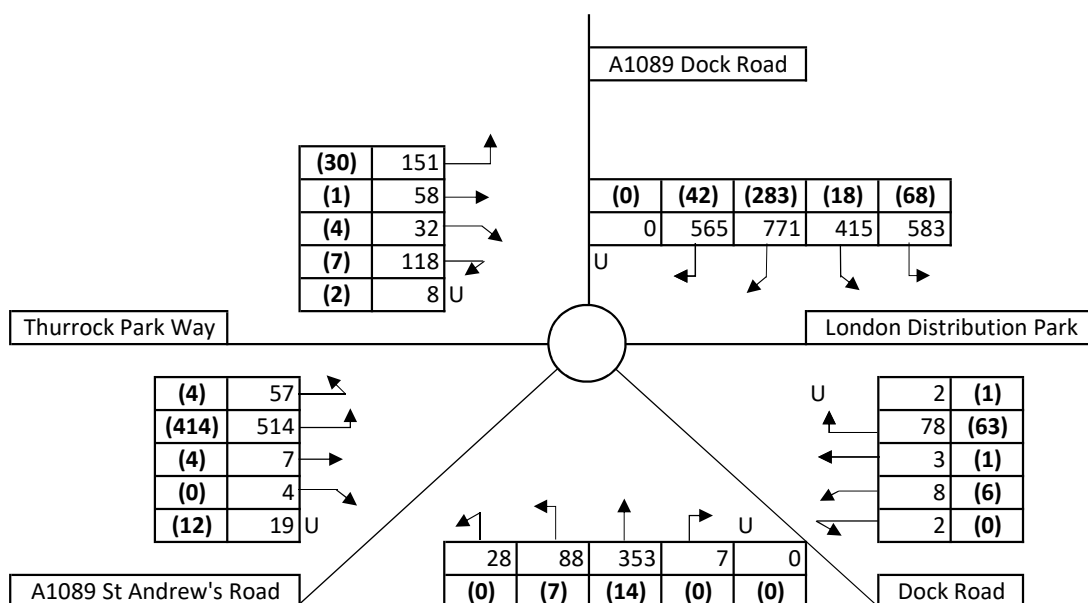 A1089 Dock Road
(30) 151
(1) 58
(4) 32
(7) 118
(2) 8 U
(0) (42) (283) (18) (68)
0 565 771 415 583
U
Thurrock Park Way
London Distribution Park
(4) 57
(414) 514
(4) 7
(0) 4
(12) 19 U
U 2 (1)
78 (63)
3 (1)
8 (6)
2 (0)
U
28 88 353 7 0
(0) (7) (14) (0) (0)
A1089 St Andrew's Road
Dock Road